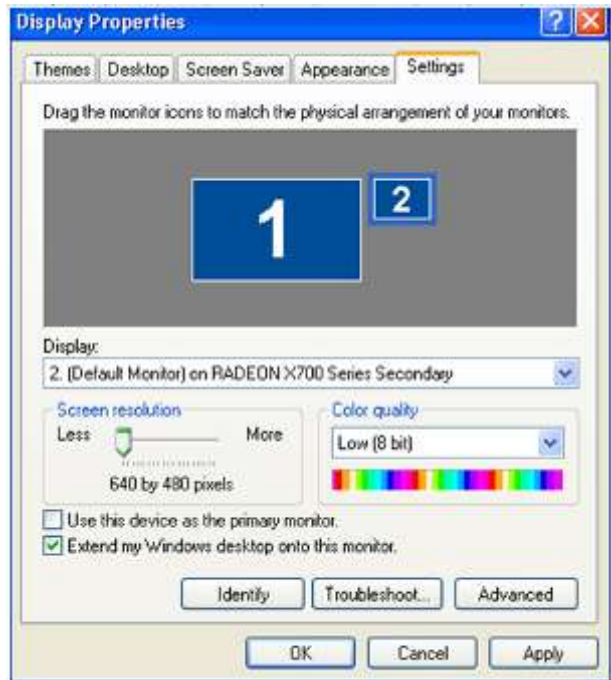 Display Properties
Themes Desktop Screen Saver Appearance Settings
Drag the monitor icons to match the physical arrangement of your monitors.
1 2
Display:
2. (Default Monitor) on RADEON X700 Series Secondary
Screen resolution Color quality
Less More Low (8 bit)
640 by 480 pixels
Use this device as the primary monitor.
Extend my Windows desktop onto this monitor.
Identify Troubleshoot... Advanced
OK Cancel Apply